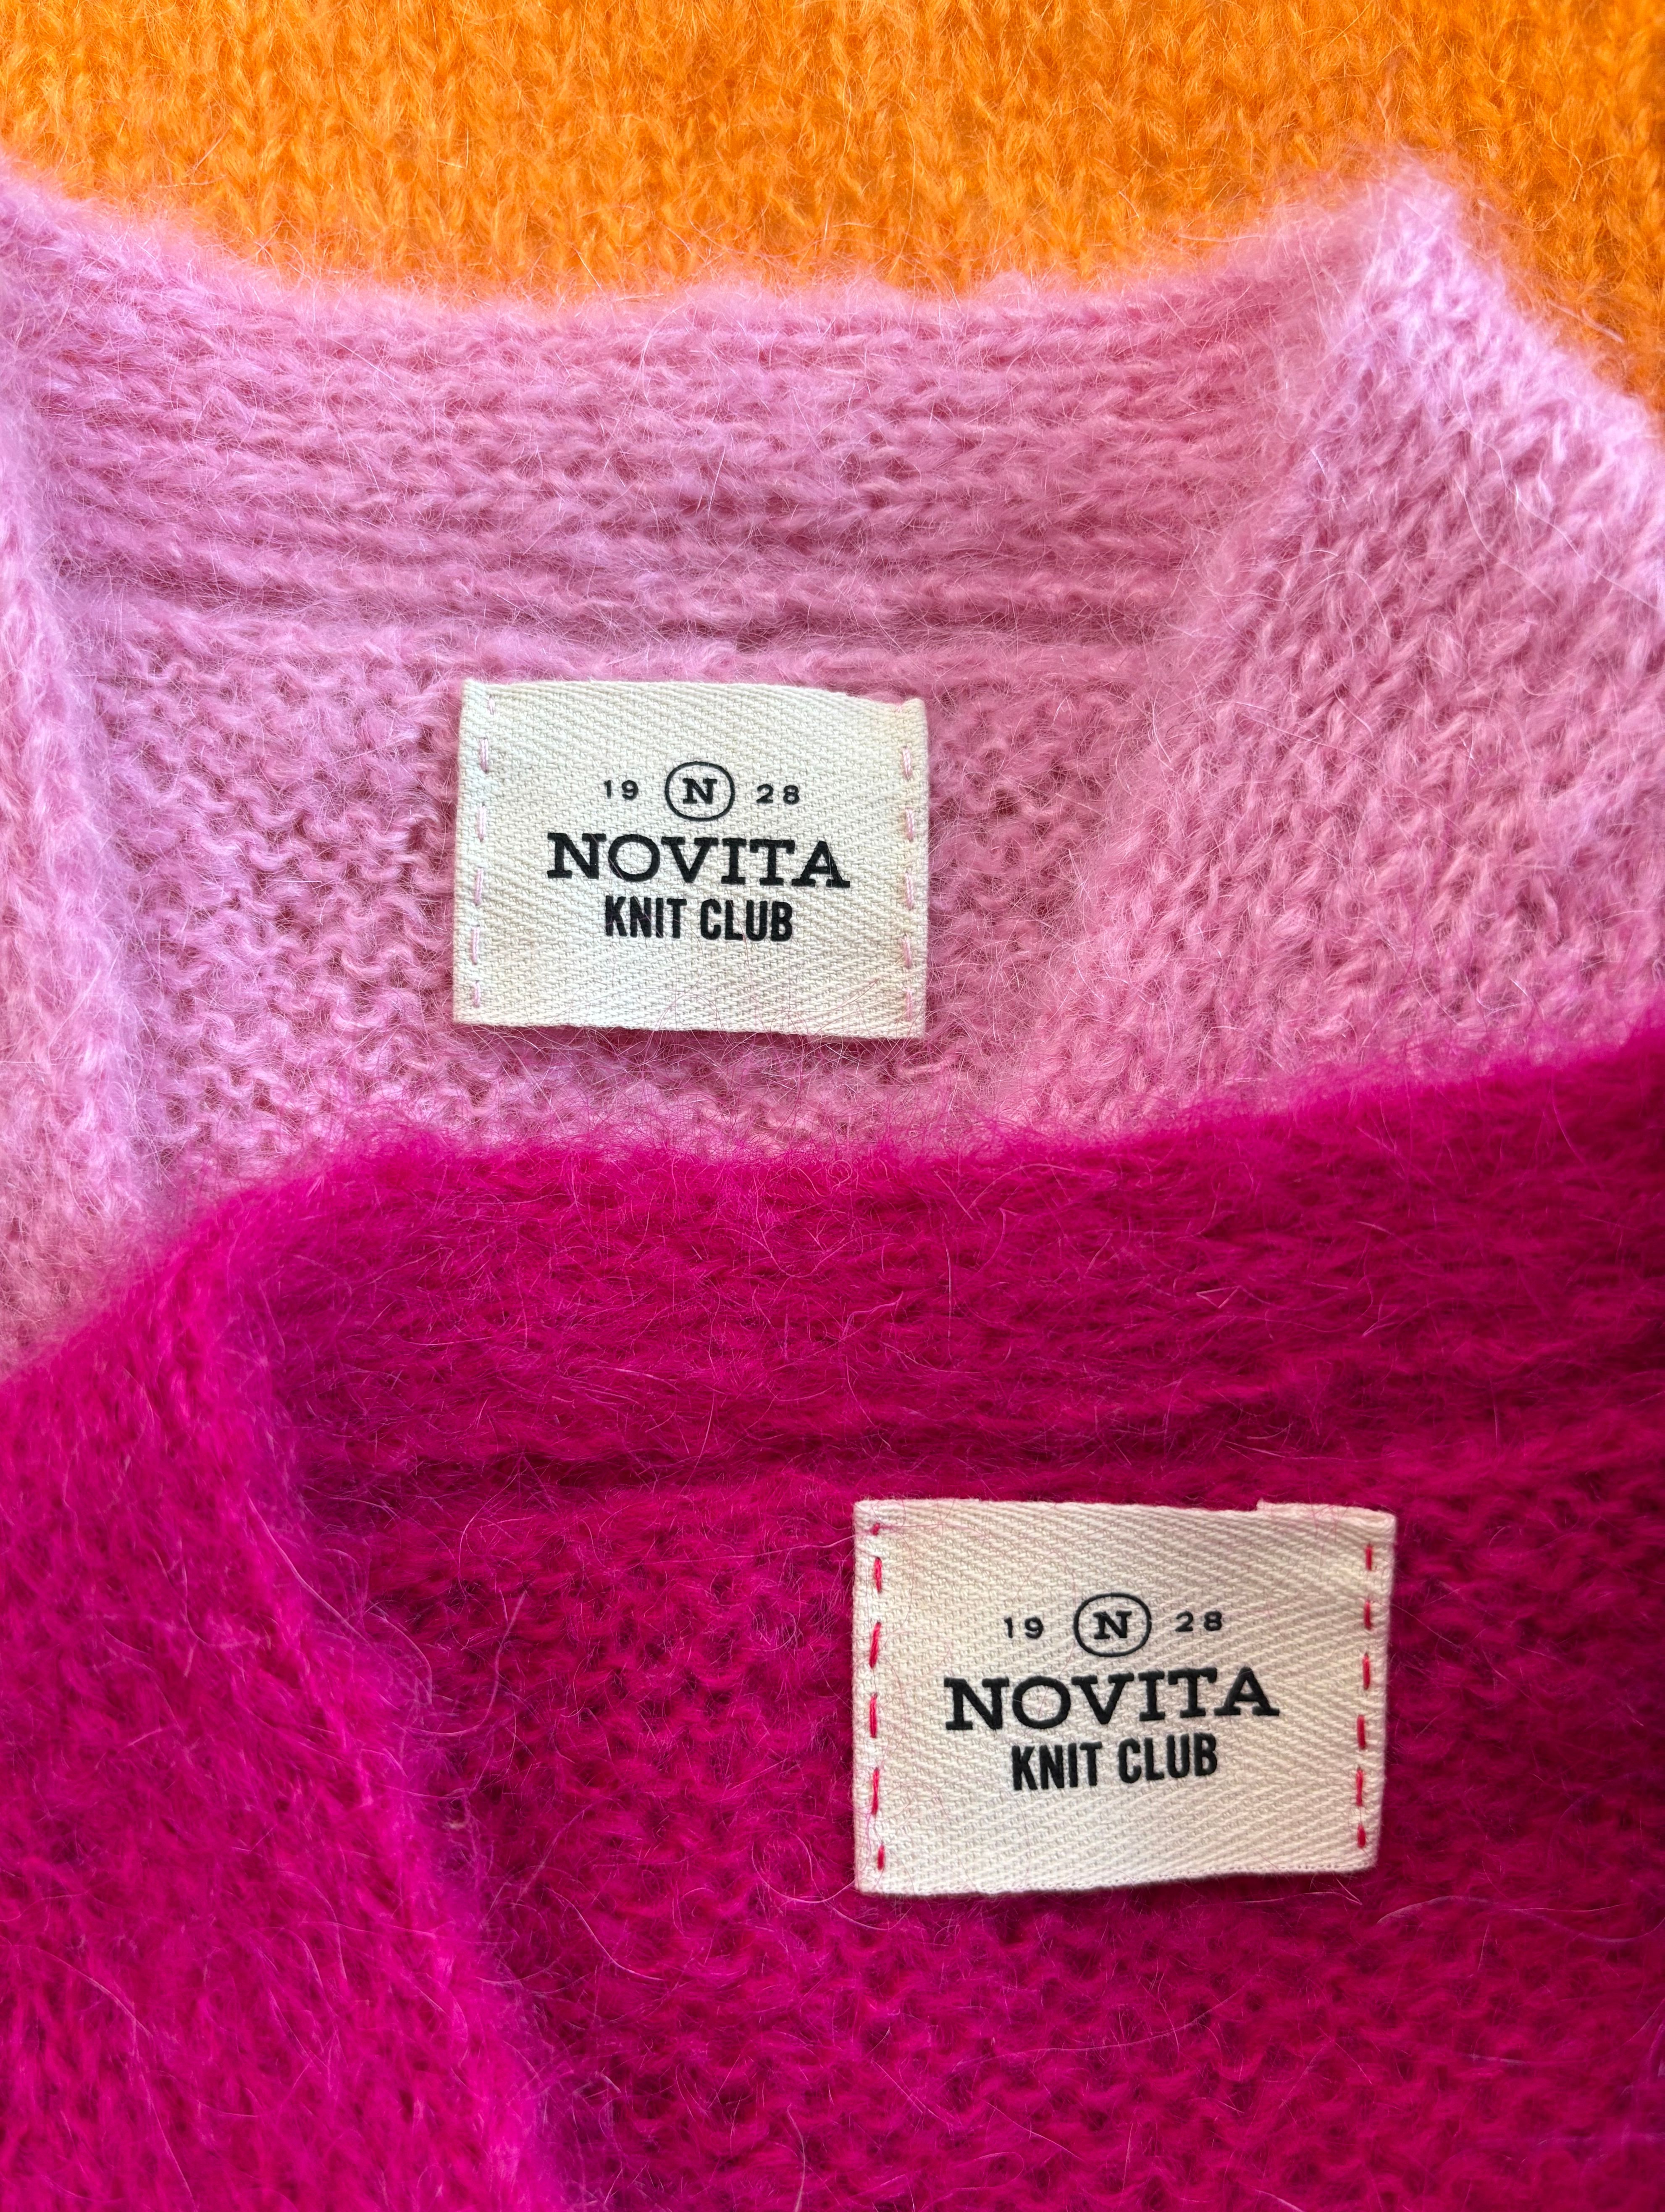 19 N 28
NOVITA
KNIT CLUB
19 N 28
NOVITA
KNIT CLUB